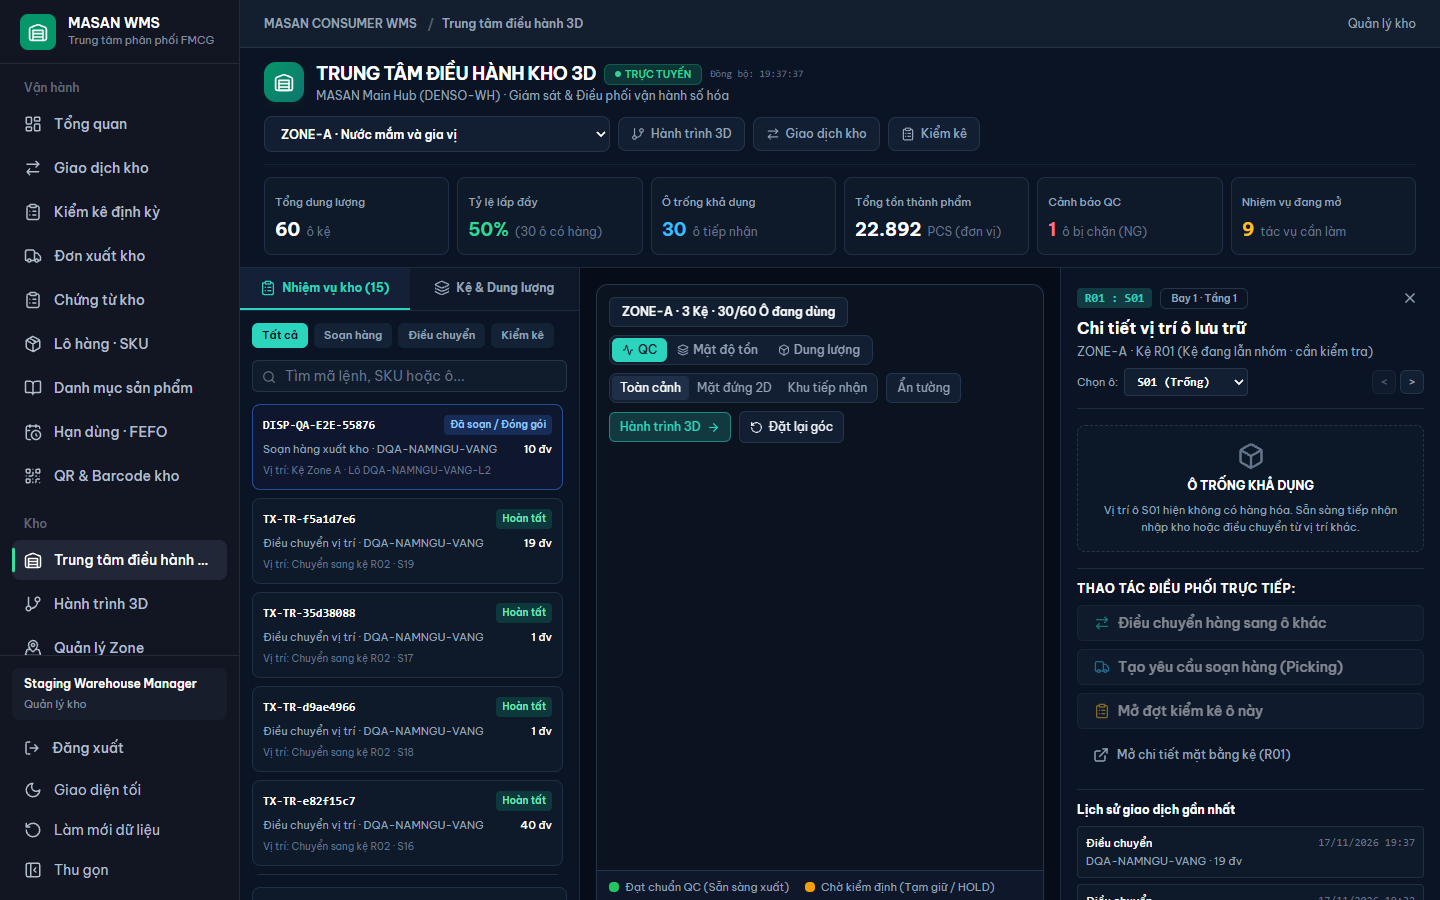 MASAN WMS
Trung tâm phân phối FMCG
Vận hành
Tổng quan
Giao dịch kho
Kiểm kê định kỳ
Đơn xuất kho
Chứng từ kho
Lô hàng · SKU
Danh mục sản phẩm
Hạn dùng · FEFO
QR & Barcode kho
Kho
Trung tâm điều hành ...
Hành trình 3D
Quản lý Zone
Staging Warehouse Manager
Quản lý kho
Đăng xuất
Giao diện tối
Làm mới dữ liệu
Thu gọn
MASAN CONSUMER WMS / Trung tâm điều hành 3D
Quản lý kho
TRUNG TÂM ĐIỀU HÀNH KHO 3D
TRỰC TUYẾN
Đồng bộ: 19:37:37
MASAN Main Hub (DENSO-WH) · Giám sát & Điều phối vận hành số hóa
ZONE-A · Nước mắm và gia vị
Hành trình 3D
Giao dịch kho
Kiểm kê
Tổng dung lượng
60 ô kệ
Tỷ lệ lấp đầy
50% (30 ô có hàng)
Ô trống khả dụng
30 ô tiếp nhận
Tổng tồn thành phẩm
22.892 PCS (đơn vị)
Cảnh báo QC
1 ô bị chặn (NG)
Nhiệm vụ đang mở
9 tác vụ cần làm
Nhiệm vụ kho (15)
Kệ & Dung lượng
Tất cả
Soạn hàng
Điều chuyển
Kiểm kê
Tìm mã lệnh, SKU hoặc ô...
DISP-QA-E2E-55876
Đã soạn / Đóng gói
Soạn hàng xuất kho · DQA-NAMNGU-VANG
10 đv
Vị trí: Kệ Zone A · Lô DQA-NAMNGU-VANG-L2
TX-TR-f5a1d7e6
Hoàn tất
Điều chuyển vị trí · DQA-NAMNGU-VANG
19 đv
Vị trí: Chuyển sang kệ R02 · S19
TX-TR-35d38088
Hoàn tất
Điều chuyển vị trí · DQA-NAMNGU-VANG
1 đv
Vị trí: Chuyển sang kệ R02 · S17
TX-TR-d9ae4966
Hoàn tất
Điều chuyển vị trí · DQA-NAMNGU-VANG
1 đv
Vị trí: Chuyển sang kệ R02 · S18
TX-TR-e82f15c7
Hoàn tất
Điều chuyển vị trí · DQA-NAMNGU-VANG
40 đv
Vị trí: Chuyển sang kệ R02 · S16
ZONE-A · 3 Kệ · 30/60 Ô đang dùng
QC
Mật độ tồn
Dung lượng
Toàn cảnh
Mặt đứng 2D
Khu tiếp nhận
Ẩn tường
Hành trình 3D →
Đặt lại góc
Đạt chuẩn QC (Sẵn sàng xuất)
Chờ kiểm định (Tạm giữ / HOLD)
R01 : S01
Bay 1 · Tầng 1
Chi tiết vị trí ô lưu trữ
ZONE-A · Kệ R01 (Kệ đang lẫn nhóm · cần kiểm tra)
Chọn ô:
S01 (Trống)
<
>
Ô TRỐNG KHẢ DỤNG
Vị trí ô S01 hiện không có hàng hóa. Sẵn sàng tiếp nhận
nhập kho hoặc điều chuyển từ vị trí khác.
THAO TÁC ĐIỀU PHỐI TRỰC TIẾP:
Điều chuyển hàng sang ô khác
Tạo yêu cầu soạn hàng (Picking)
Mở đợt kiểm kê ô này
Mở chi tiết mặt bằng kệ (R01)
Lịch sử giao dịch gần nhất
Điều chuyển
17/11/2026 19:37
DQA-NAMNGU-VANG · 19 đv
Điều chuyển